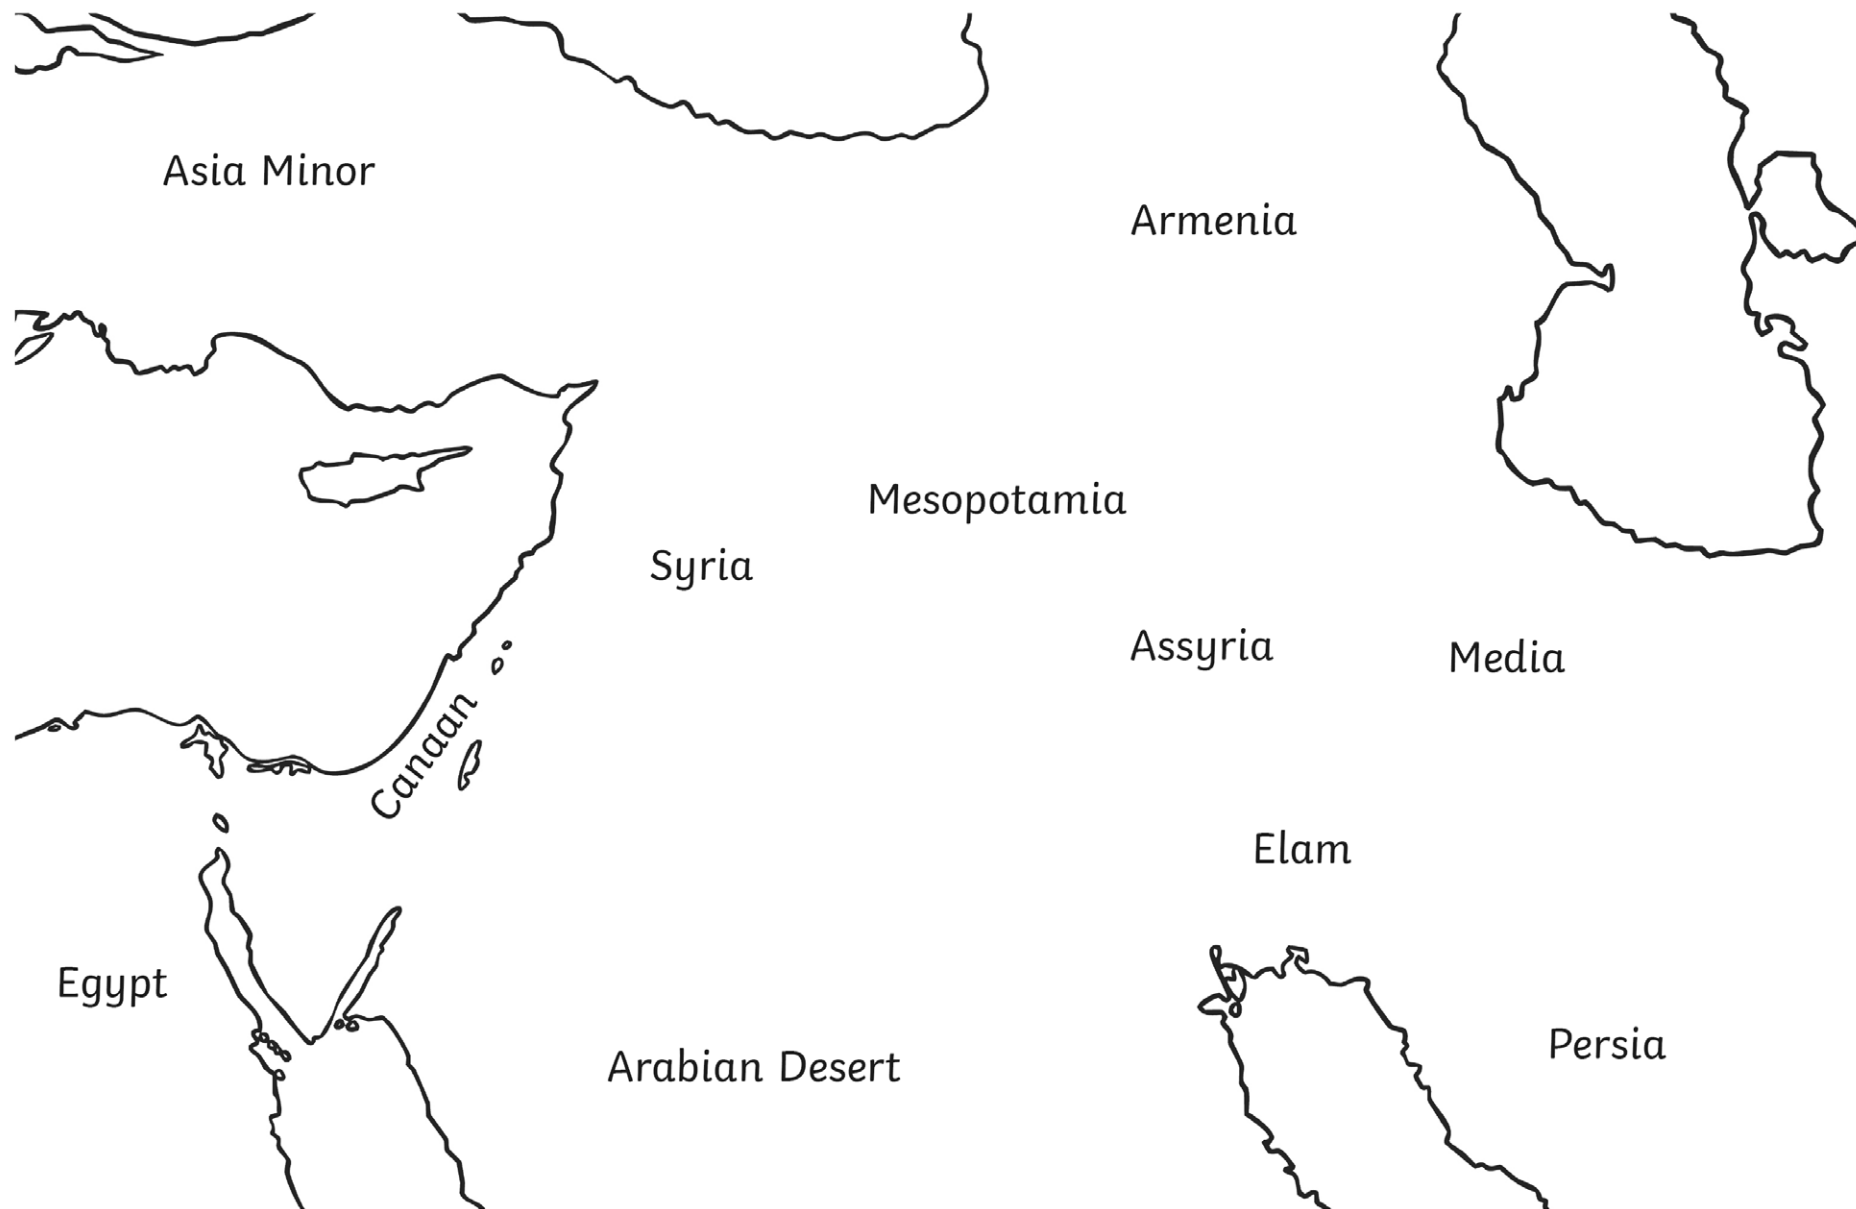 Asia Minor
Armenia
Mesopotamia
Syria
Assyria
Media
Canaan
Elam
Egypt
Persia
Arabian Desert